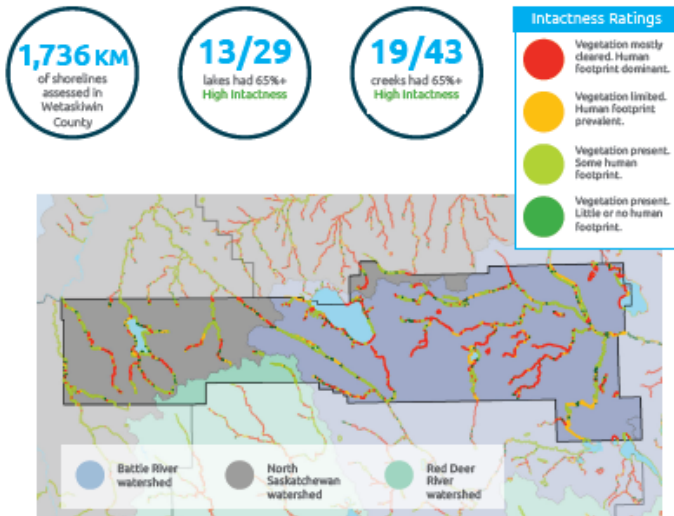 1,736 KM
of shorelines
assessed in
Wetaskiwin
County
13/29
lakes had 65%+
High Intactness
19/43
creeks had 65%+
High Intactness
Intactness Ratings
Vegetation mostly
cleared. Human
footprint dominant.
Vegetation limited.
Human footprint
prevalent.
Vegetation present.
Some human
footprint.
Vegetation present.
Little or no human
footprint.
Battle River
watershed
North
Saskatchewan
watershed
Red Deer
River
watershed